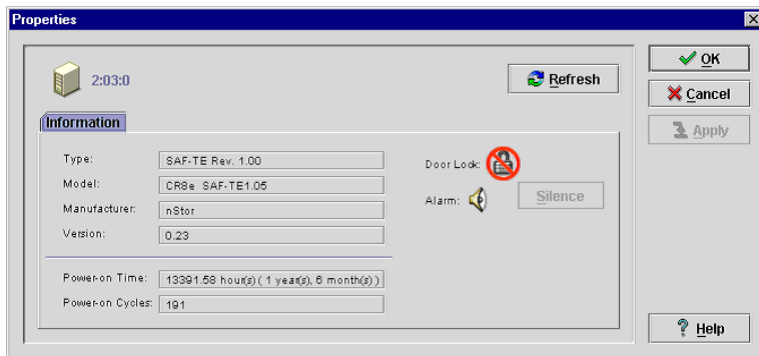 Properties
2:03:0
Refresh
OK
Cancel
Apply
Information
Type: SAF-TE Rev. 1.00
Model: CR8e SAF-TE1.05
Manufacturer: nStor
Version: 0.23
Door Lock:
Alarm: Silence
Power-on Time: 13391.58 hour(s) ( 1 year(s), 6 month(s) )
Power-on Cycles: 191
Help